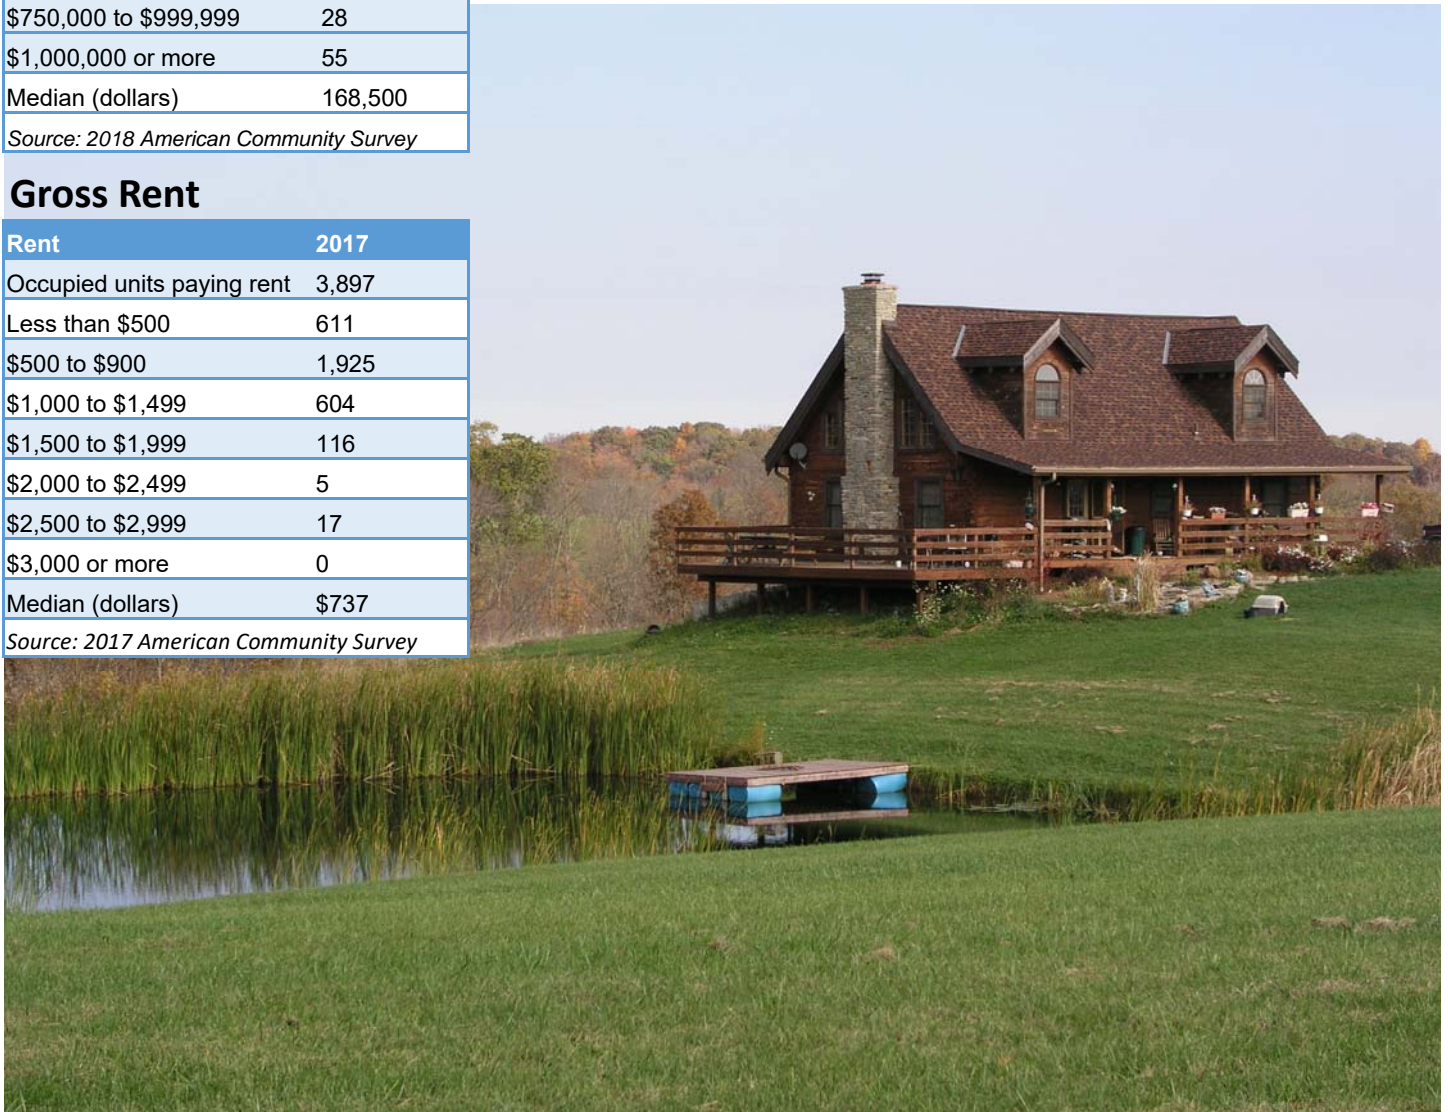 $750,000 to $999,999 28
$1,000,000 or more 55
Median (dollars) 168,500
Source: 2018 American Community Survey
Gross Rent
Rent 2017
Occupied units paying rent 3,897
Less than $500 611
$500 to $900 1,925
$1,000 to $1,499 604
$1,500 to $1,999 116
$2,000 to $2,499 5
$2,500 to $2,999 17
$3,000 or more 0
Median (dollars) $737
Source: 2017 American Community Survey